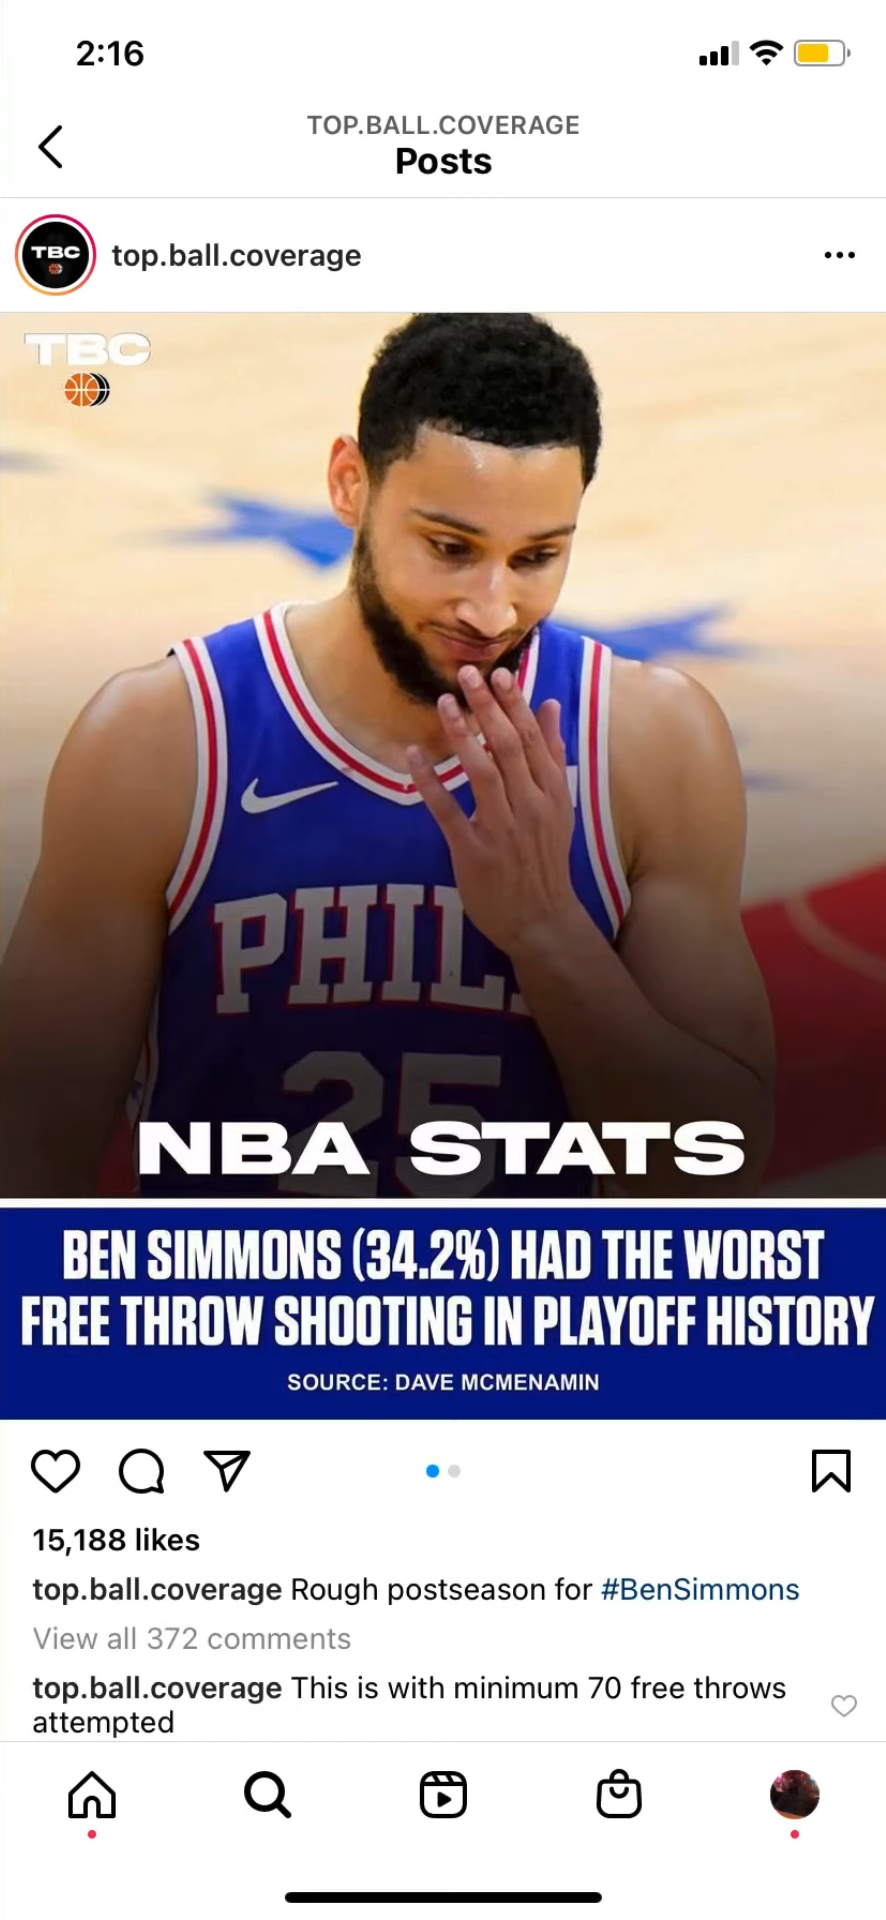 2:16
TOP.BALL.COVERAGE
Posts
TBC
top.ball.coverage
TBC
PHIL
25
NBA STATS
BEN SIMMONS (34.2%) HAD THE WORST
FREE THROW SHOOTING IN PLAYOFF HISTORY
SOURCE: DAVE MCMENAMIN
15,188 likes
top.ball.coverage Rough postseason for #BenSimmons
View all 372 comments
top.ball.coverage This is with minimum 70 free throws
attempted